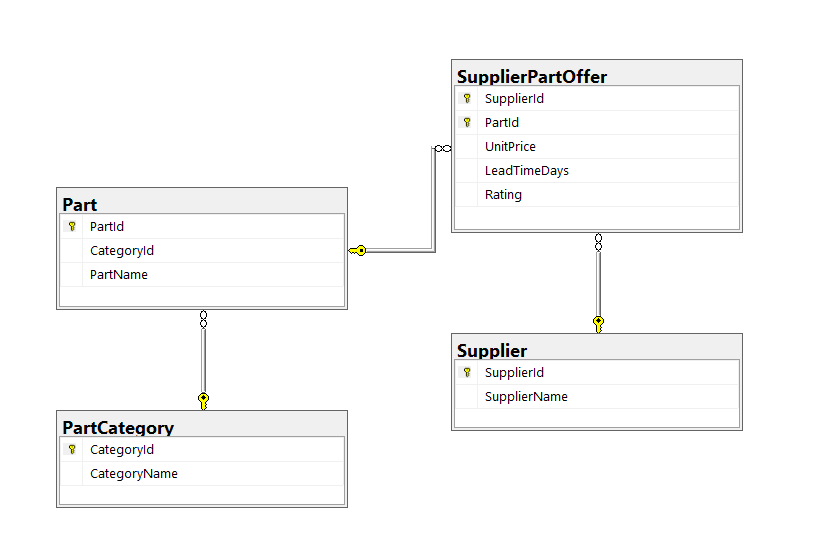 SupplierPartOffer
SupplierId
PartId
UnitPrice
LeadTimeDays
Rating
Part
PartId
CategoryId
PartName
Supplier
SupplierId
SupplierName
PartCategory
CategoryId
CategoryName